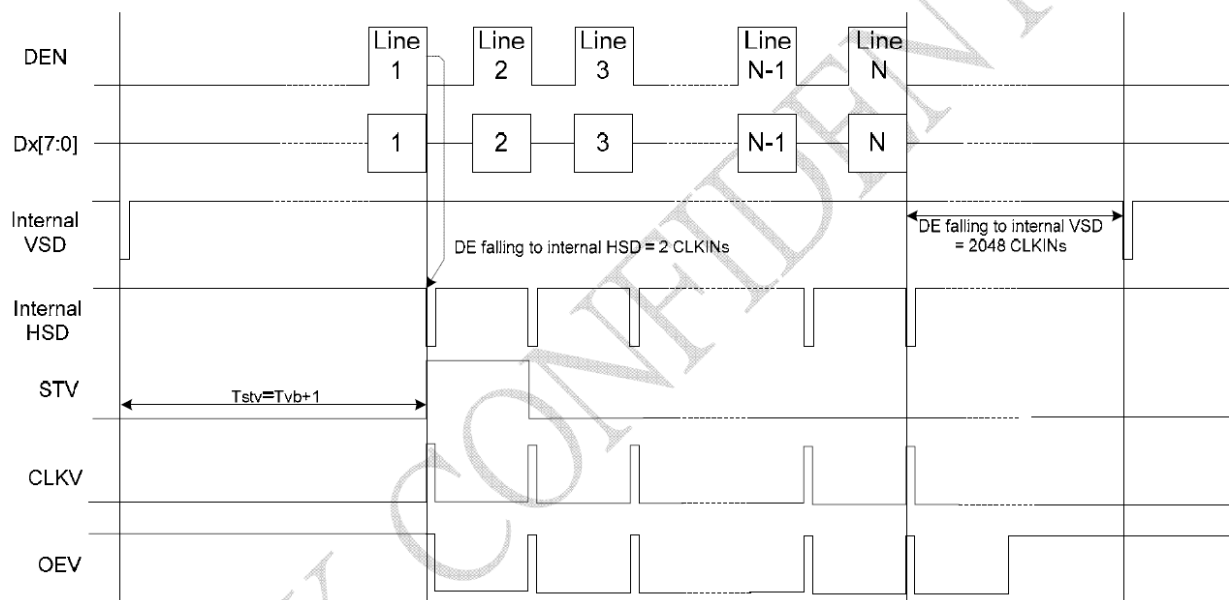 DEN
Line
1
Line
2
Line
3
Line
N-1
Line
N
Dx[7:0]
1
2
3
N-1
N
Internal
VSD
DE falling to internal HSD = 2 CLKINs
DE falling to internal VSD
= 2048 CLKINs
Internal
HSD
STV
Tstv=Tvb+1
CLKV
OEV
CONFIDENT